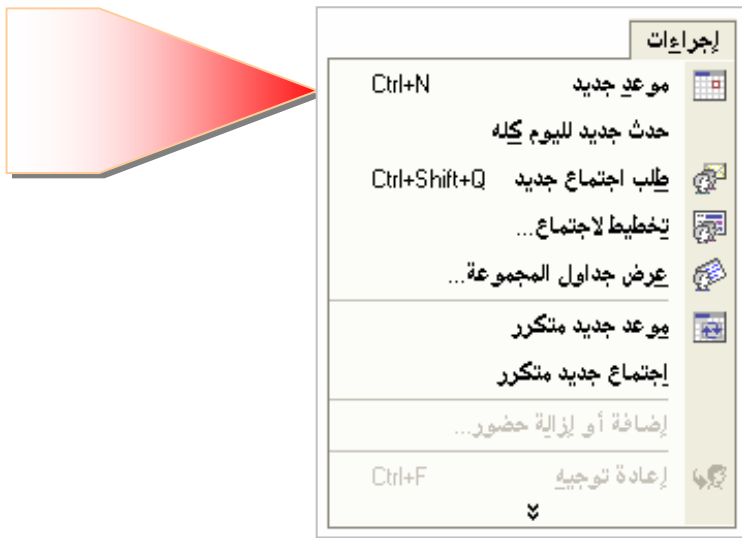 إجراءات
موعد جديد Ctrl+N
حدث جديد لليوم كله
طلب اجتماع جديد Ctrl+Shift+Q
تخطيط لاجتماع...
عرض جداول المجموعة...
موعد جديد متكرر
اجتماع جديد متكرر
إضافة أو إزالة حضور...
إعادة توجيه Ctrl+F